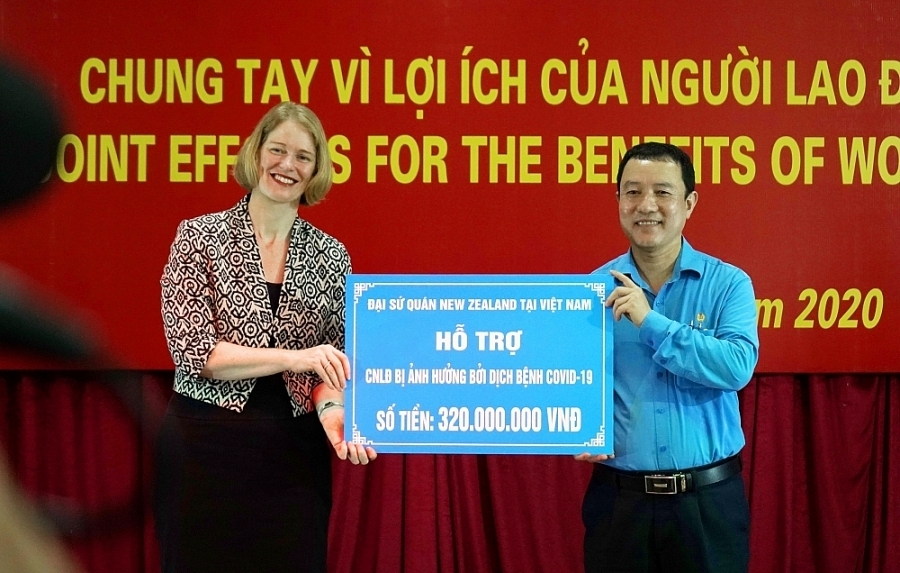 CHUNG TAY VÌ LỢI ÍCH CỦA NGƯỜI LAO
JOINT EFF S FOR THE BENEFITS OF WO
2020
ĐẠI SỨ QUÁN NEW ZEALAND TẠI VIỆT NAM
HỖ TRỢ
CNLĐ BỊ ẢNH HƯỞNG BỞI DỊCH BỆNH COVID-19
SỐ TIỀN: 320.000.000 VNĐ